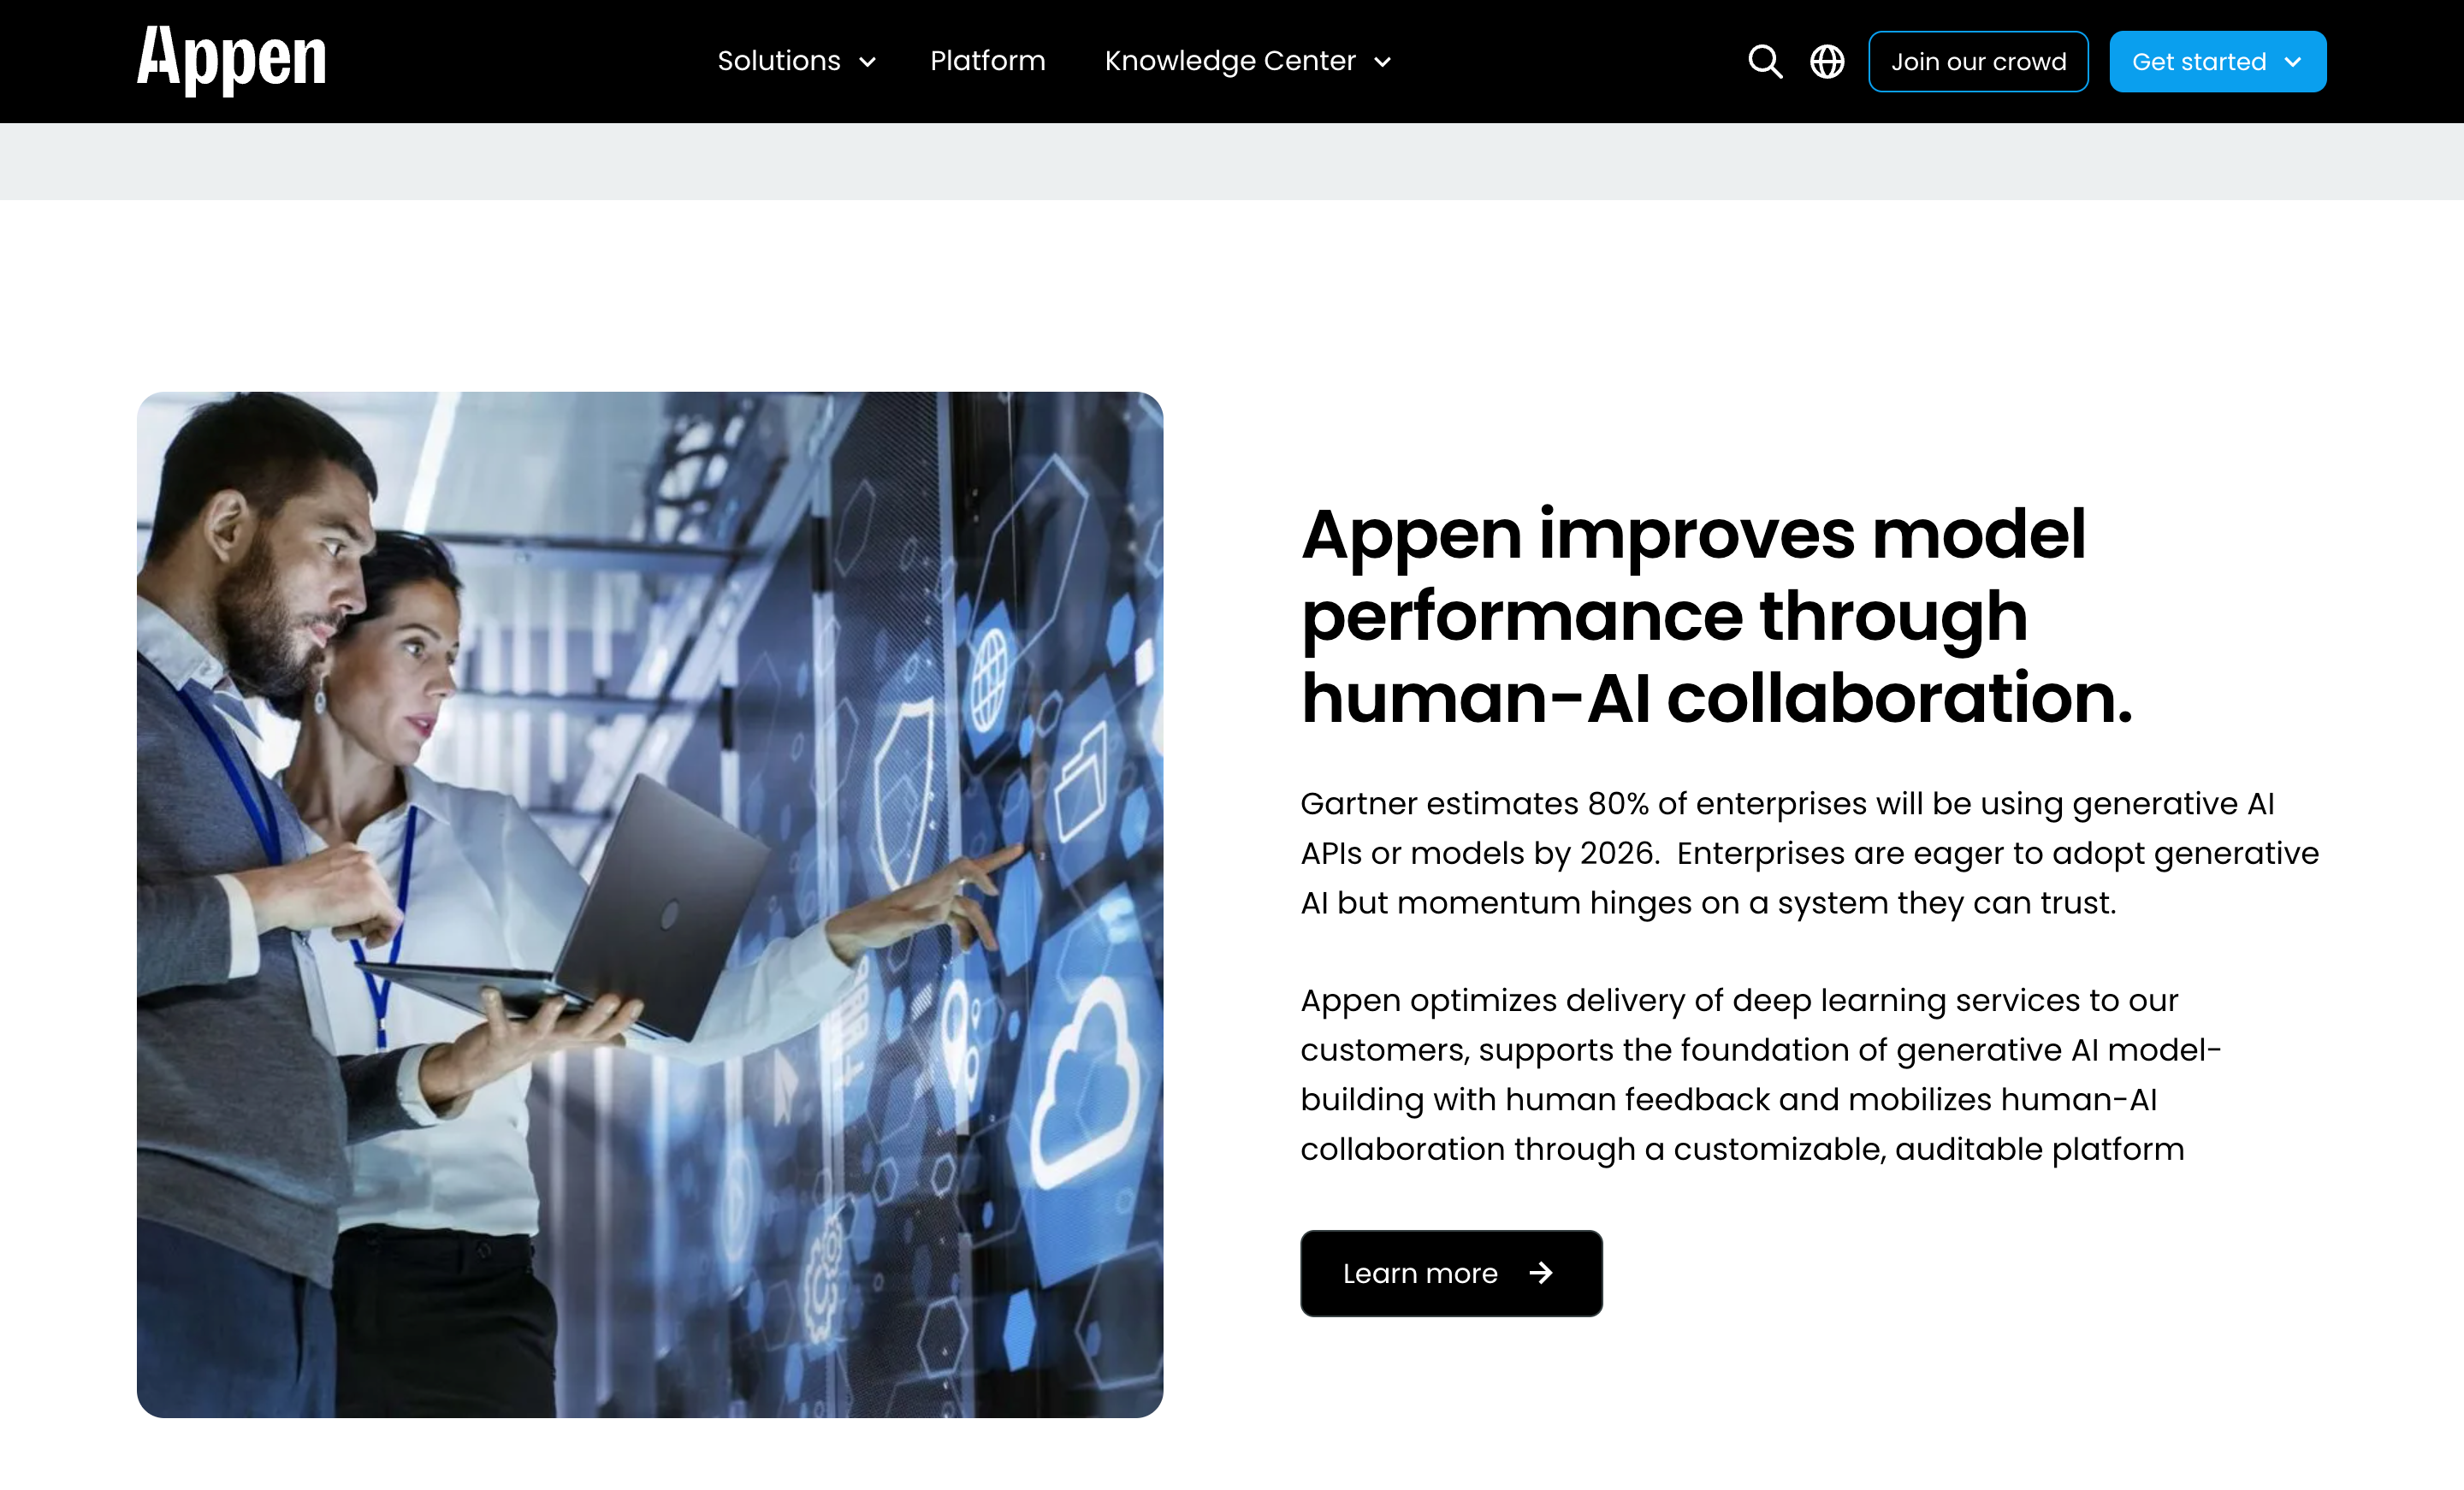 Appen
Solutions
Platform
Knowledge Center
Join our crowd
Get started
Appen improves model
performance through
human-AI collaboration.
Gartner estimates 80% of enterprises will be using generative AI
APIs or models by 2026.  Enterprises are eager to adopt generative
AI but momentum hinges on a system they can trust.
Appen optimizes delivery of deep learning services to our
customers, supports the foundation of generative AI model-
building with human feedback and mobilizes human-AI
collaboration through a customizable, auditable platform
Learn more